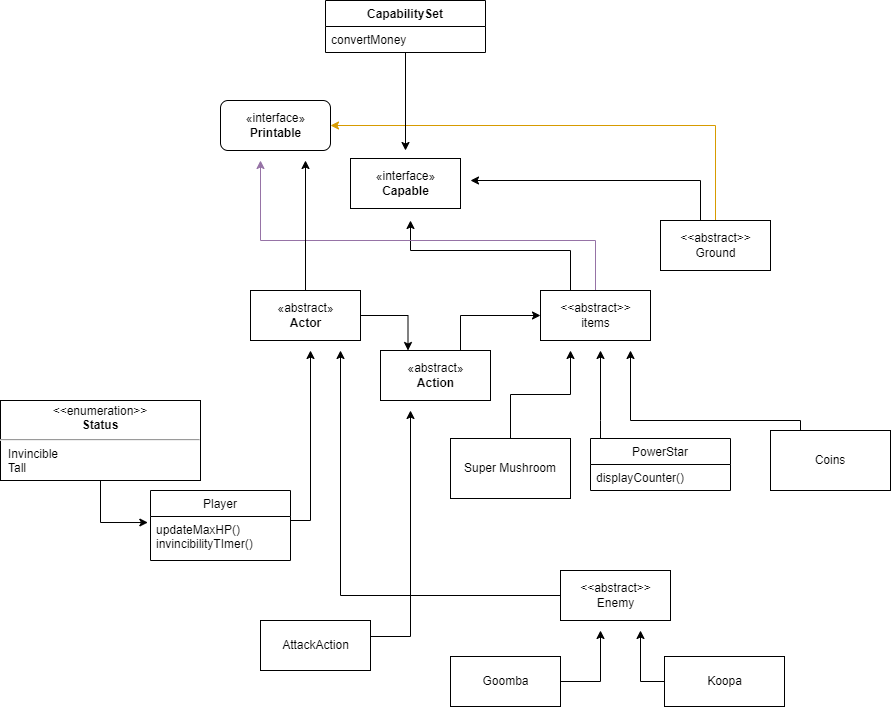 CapabilitySet
convertMoney
«interface»
Printable
«interface»
Capable
<<abstract>>
Ground
«abstract»
Actor
<<abstract>>
items
«abstract»
Action
<<enumeration>>
Status
Invincible
Tall
Super Mushroom
PowerStar
displayCounter()
Coins
Player
updateMaxHP()
invincibilityTImer()
<<abstract>>
Enemy
AttackAction
Goomba
Koopa